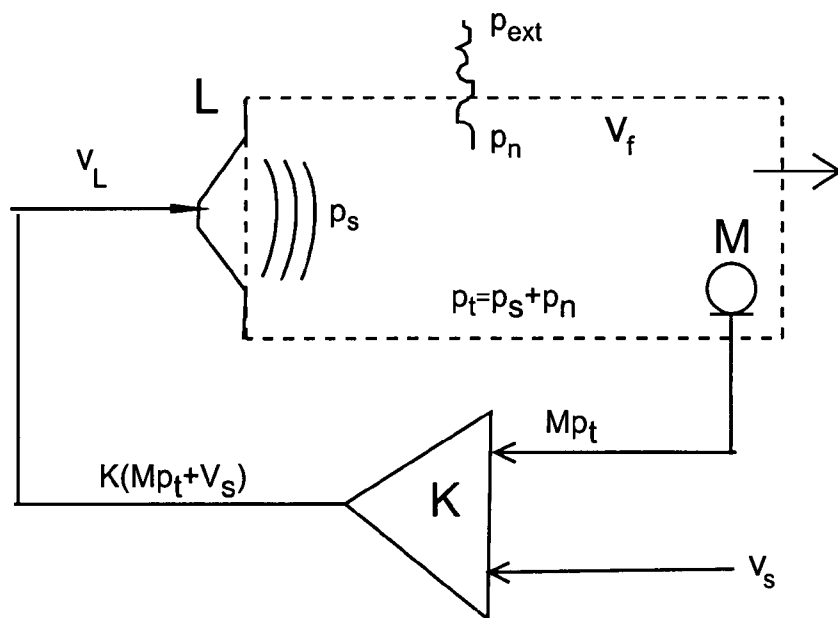 p_ext
L
p_n
V_f
v_L
p_s
M
p_t=p_s+p_n
Mp_t
K(Mp_t+V_s)
K
v_s